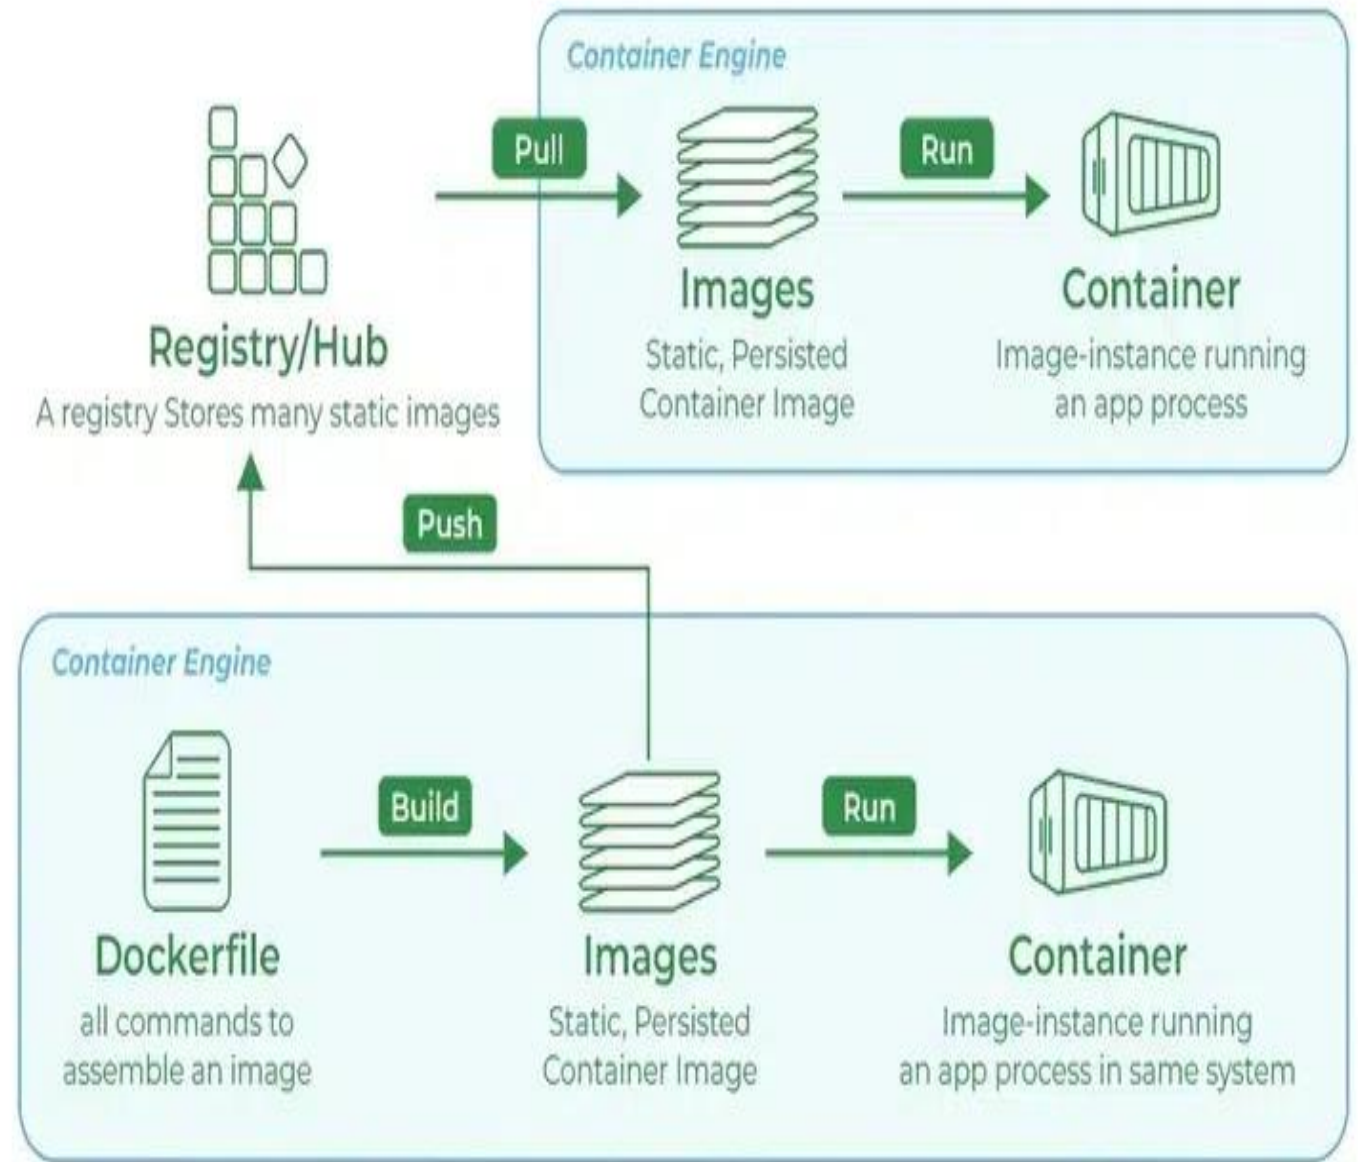 Container Engine
Pull
Run
Images
Static, Persisted
Container Image
Container
Image-instance running
an app process
Registry/Hub
A registry Stores many static images
Push
Container Engine
Build
Run
Dockerfile
all commands to
assemble an image
Images
Static, Persisted
Container Image
Container
Image-instance running
an app process in same system